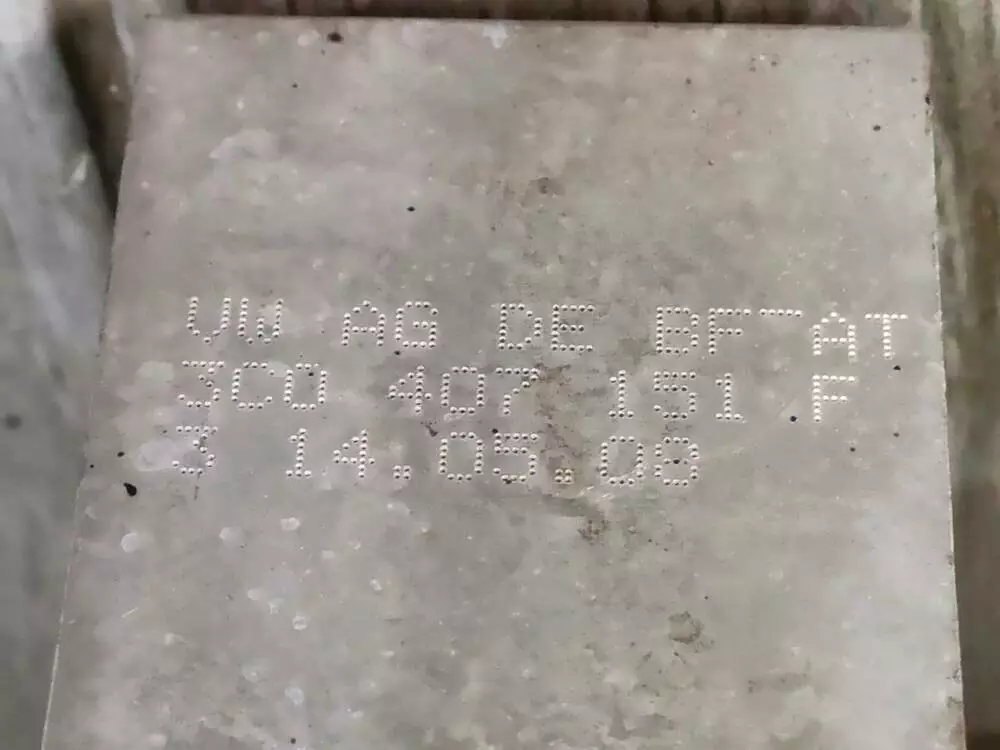 VW AG DE BF-AT
3C0 407 151 F
3 14.05.08